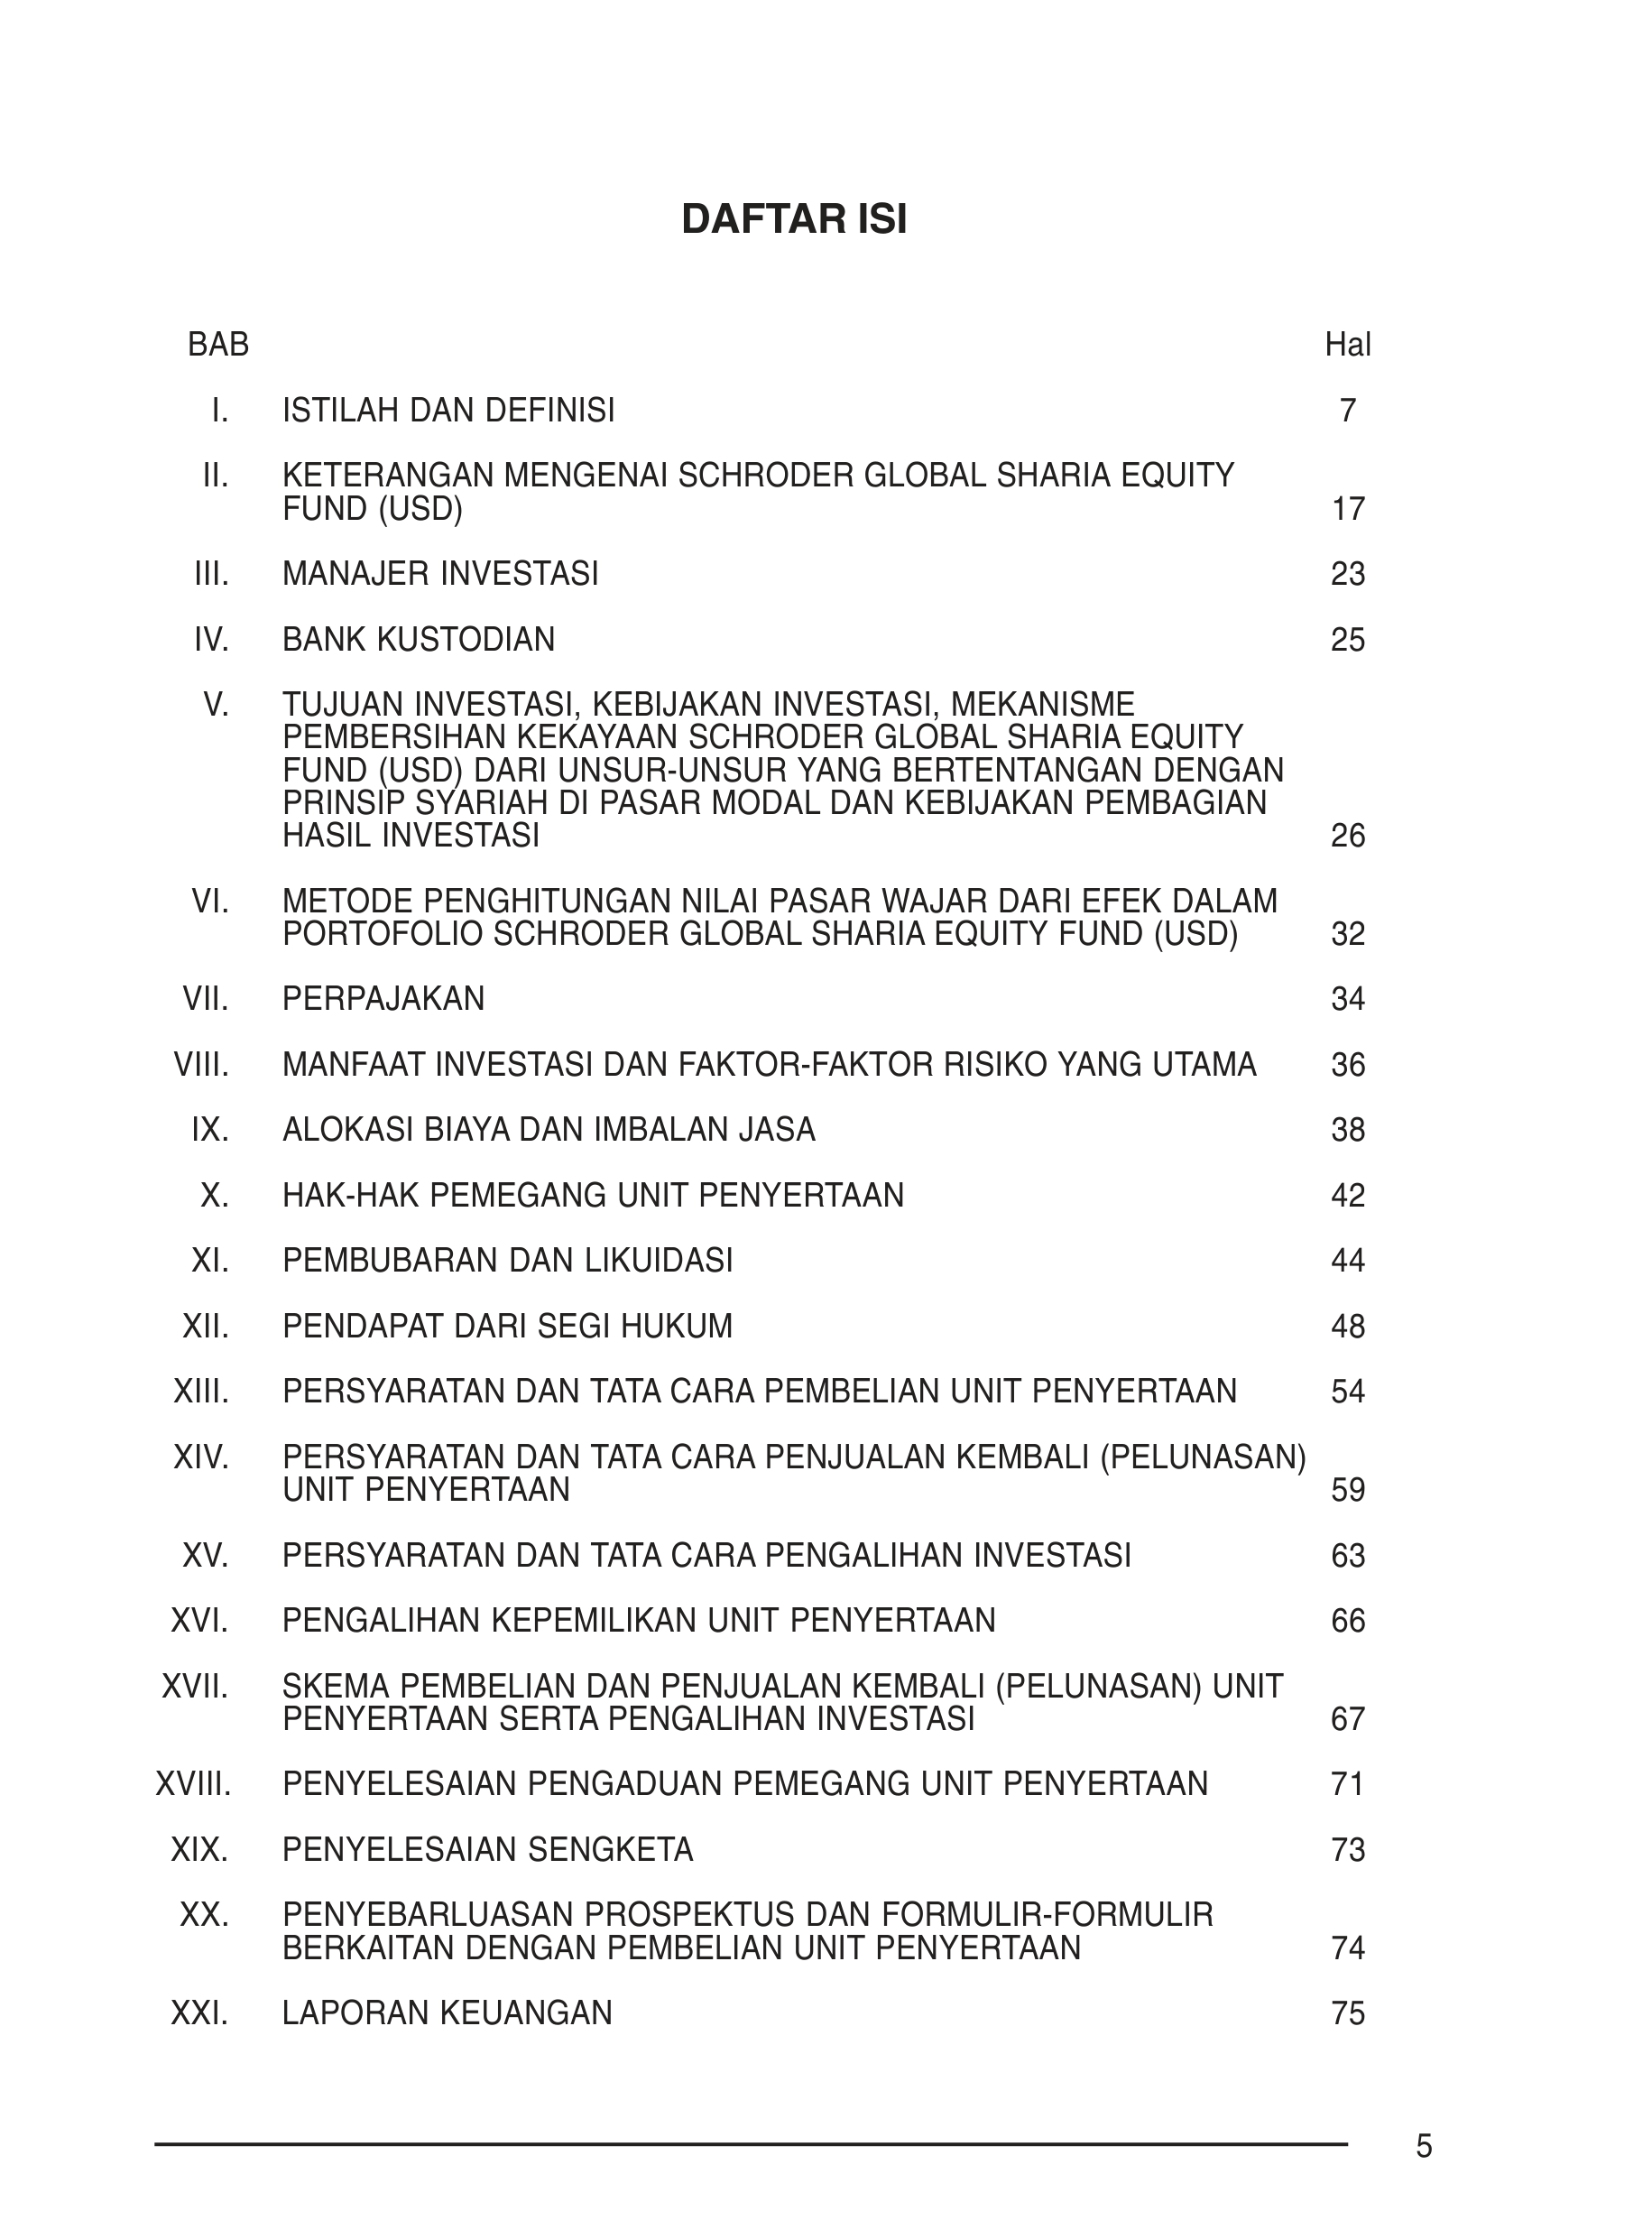 DAFTAR ISI
BAB Hal
I. ISTILAH DAN DEFINISI 7
II. KETERANGAN MENGENAI SCHRODER GLOBAL SHARIA EQUITY
FUND (USD) 17
III. MANAJER INVESTASI 23
IV. BANK KUSTODIAN 25
V. TUJUAN INVESTASI, KEBIJAKAN INVESTASI, MEKANISME
PEMBERSIHAN KEKAYAAN SCHRODER GLOBAL SHARIA EQUITY
FUND (USD) DARI UNSUR-UNSUR YANG BERTENTANGAN DENGAN
PRINSIP SYARIAH DI PASAR MODAL DAN KEBIJAKAN PEMBAGIAN
HASIL INVESTASI 26
VI. METODE PENGHITUNGAN NILAI PASAR WAJAR DARI EFEK DALAM
PORTOFOLIO SCHRODER GLOBAL SHARIA EQUITY FUND (USD) 32
VII. PERPAJAKAN 34
VIII. MANFAAT INVESTASI DAN FAKTOR-FAKTOR RISIKO YANG UTAMA 36
IX. ALOKASI BIAYA DAN IMBALAN JASA 38
X. HAK-HAK PEMEGANG UNIT PENYERTAAN 42
XI. PEMBUBARAN DAN LIKUIDASI 44
XII. PENDAPAT DARI SEGI HUKUM 48
XIII. PERSYARATAN DAN TATA CARA PEMBELIAN UNIT PENYERTAAN 54
XIV. PERSYARATAN DAN TATA CARA PENJUALAN KEMBALI (PELUNASAN)
UNIT PENYERTAAN 59
XV. PERSYARATAN DAN TATA CARA PENGALIHAN INVESTASI 63
XVI. PENGALIHAN KEPEMILIKAN UNIT PENYERTAAN 66
XVII. SKEMA PEMBELIAN DAN PENJUALAN KEMBALI (PELUNASAN) UNIT
PENYERTAAN SERTA PENGALIHAN INVESTASI 67
XVIII. PENYELESAIAN PENGADUAN PEMEGANG UNIT PENYERTAAN 71
XIX. PENYELESAIAN SENGKETA 73
XX. PENYEBARLUASAN PROSPEKTUS DAN FORMULIR-FORMULIR
BERKAITAN DENGAN PEMBELIAN UNIT PENYERTAAN 74
XXI. LAPORAN KEUANGAN 75
5